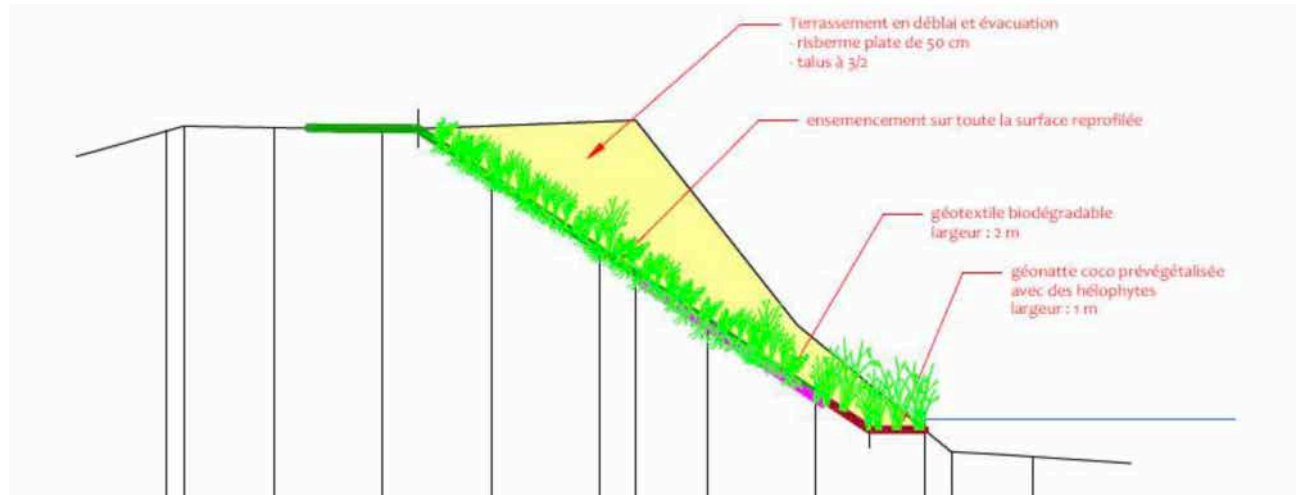 Terrassement en déblai et évacuation
- risberme plate de 50 cm
- talus à 3/2
ensemencement sur toute la surface reprofilée
géotextile biodégradable
largeur : 2 m
géonatte coco prévégétalisée
avec des hélophytes
largeur : 1 m